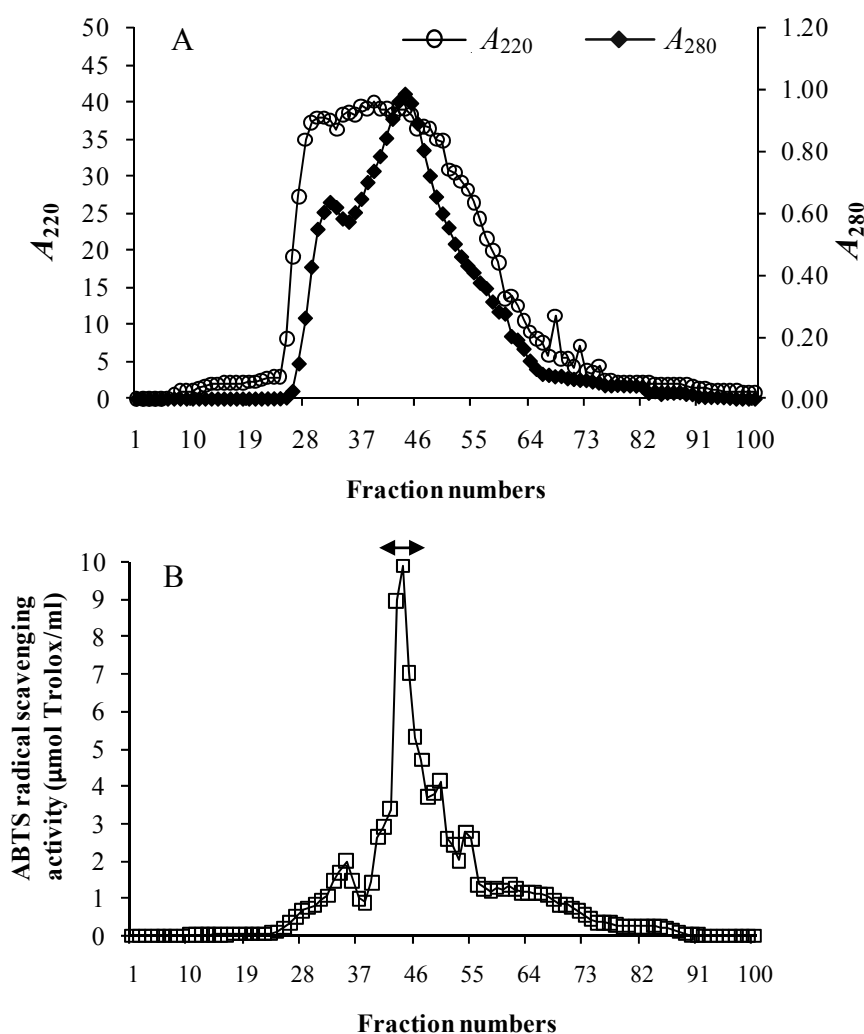 A
A220
A280
50
45
40
35
30
25
20
15
10
5
0
A220
1.20
1.00
0.80
0.60
0.40
0.20
0.00
A280
1 10 19 28 37 46 55 64 73 82 91 100
Fraction numbers
B
10
9
8
7
6
5
4
3
2
1
0
ABTS radical scavenging
activity (µmol Trolox/ml)
1 10 19 28 37 46 55 64 73 82 91 100
Fraction numbers